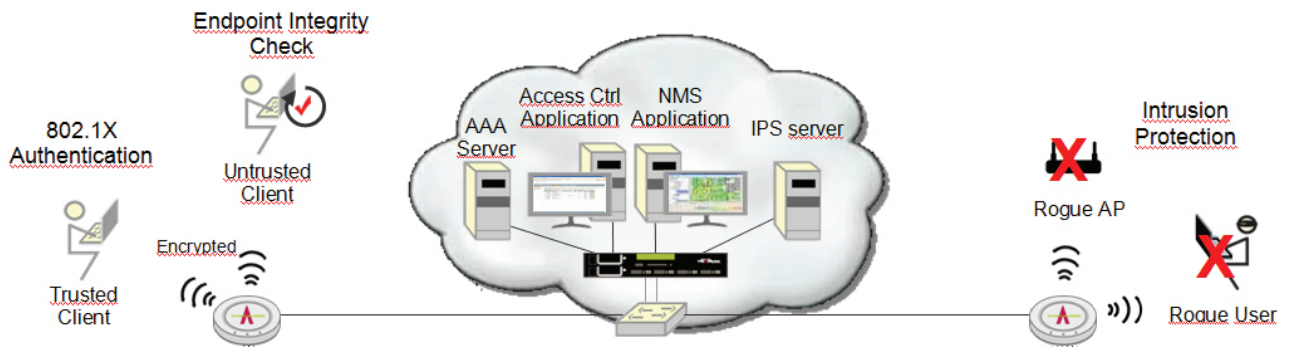 Endpoint Integrity
Check
802.1X
Authentication
Untrusted
Client
Encrypted
Trusted
Client
AAA
Server
Access Ctrl
Application
NMS
Application
IPS server
Intrusion
Protection
Rogue AP
Rogue User